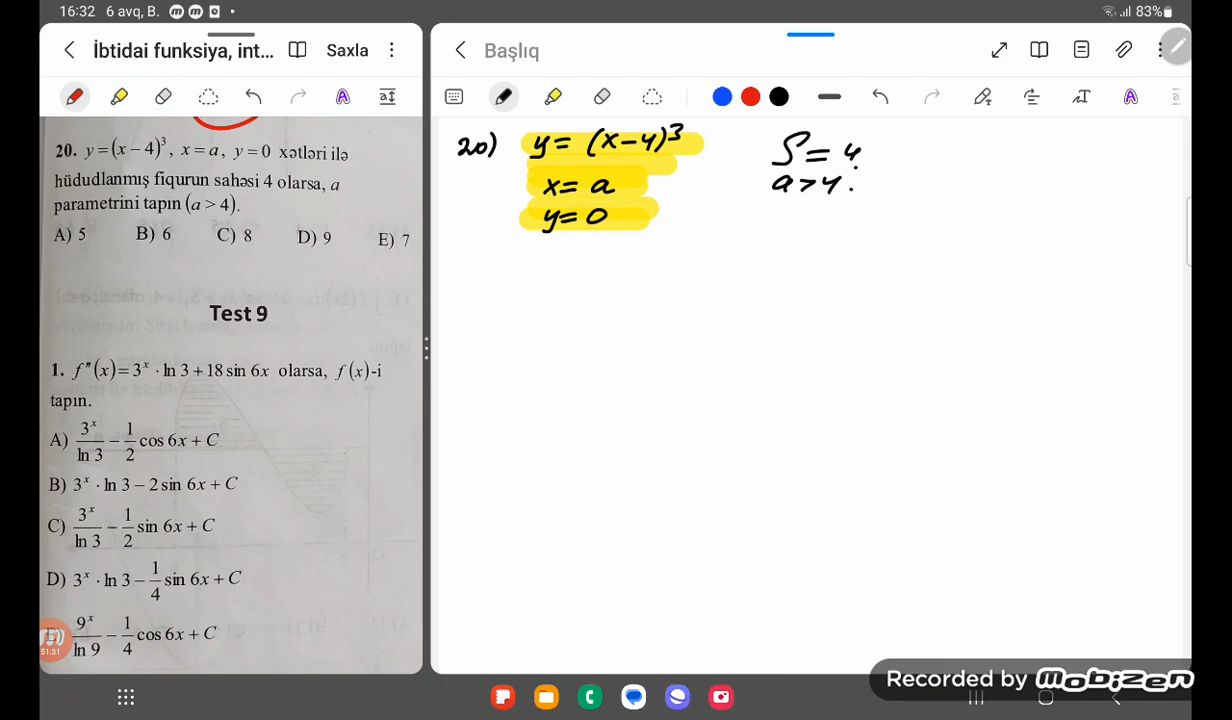 16:32 6 avq, B. 83%
İbtidai funksiya, int... Saxla
Başlıq
20. y=(x−4)³, x=a, y=0 xətləri ilə
hüdudlanmış fiqurun sahəsi 4 olarsa, a
parametrini tapın (a > 4).
A) 5 B) 6 C) 8 D) 9 E) 7
Test 9
1. f″(x)=3ˣ · ln 3+18 sin 6x olarsa, f(x)-i
tapın.
A) 3ˣ/ln 3 − 1/2 cos 6x + C
B) 3ˣ · ln 3 − 2 sin 6x + C
C) 3ˣ/ln 3 − 1/2 sin 6x + C
D) 3ˣ · ln 3 − 1/4 sin 6x + C
E) 9ˣ/ln 9 − 1/4 cos 6x + C
51:31
20) y = (x−4)³ S = 4.
x = a a > 4.
y = 0
Recorded by mobizen